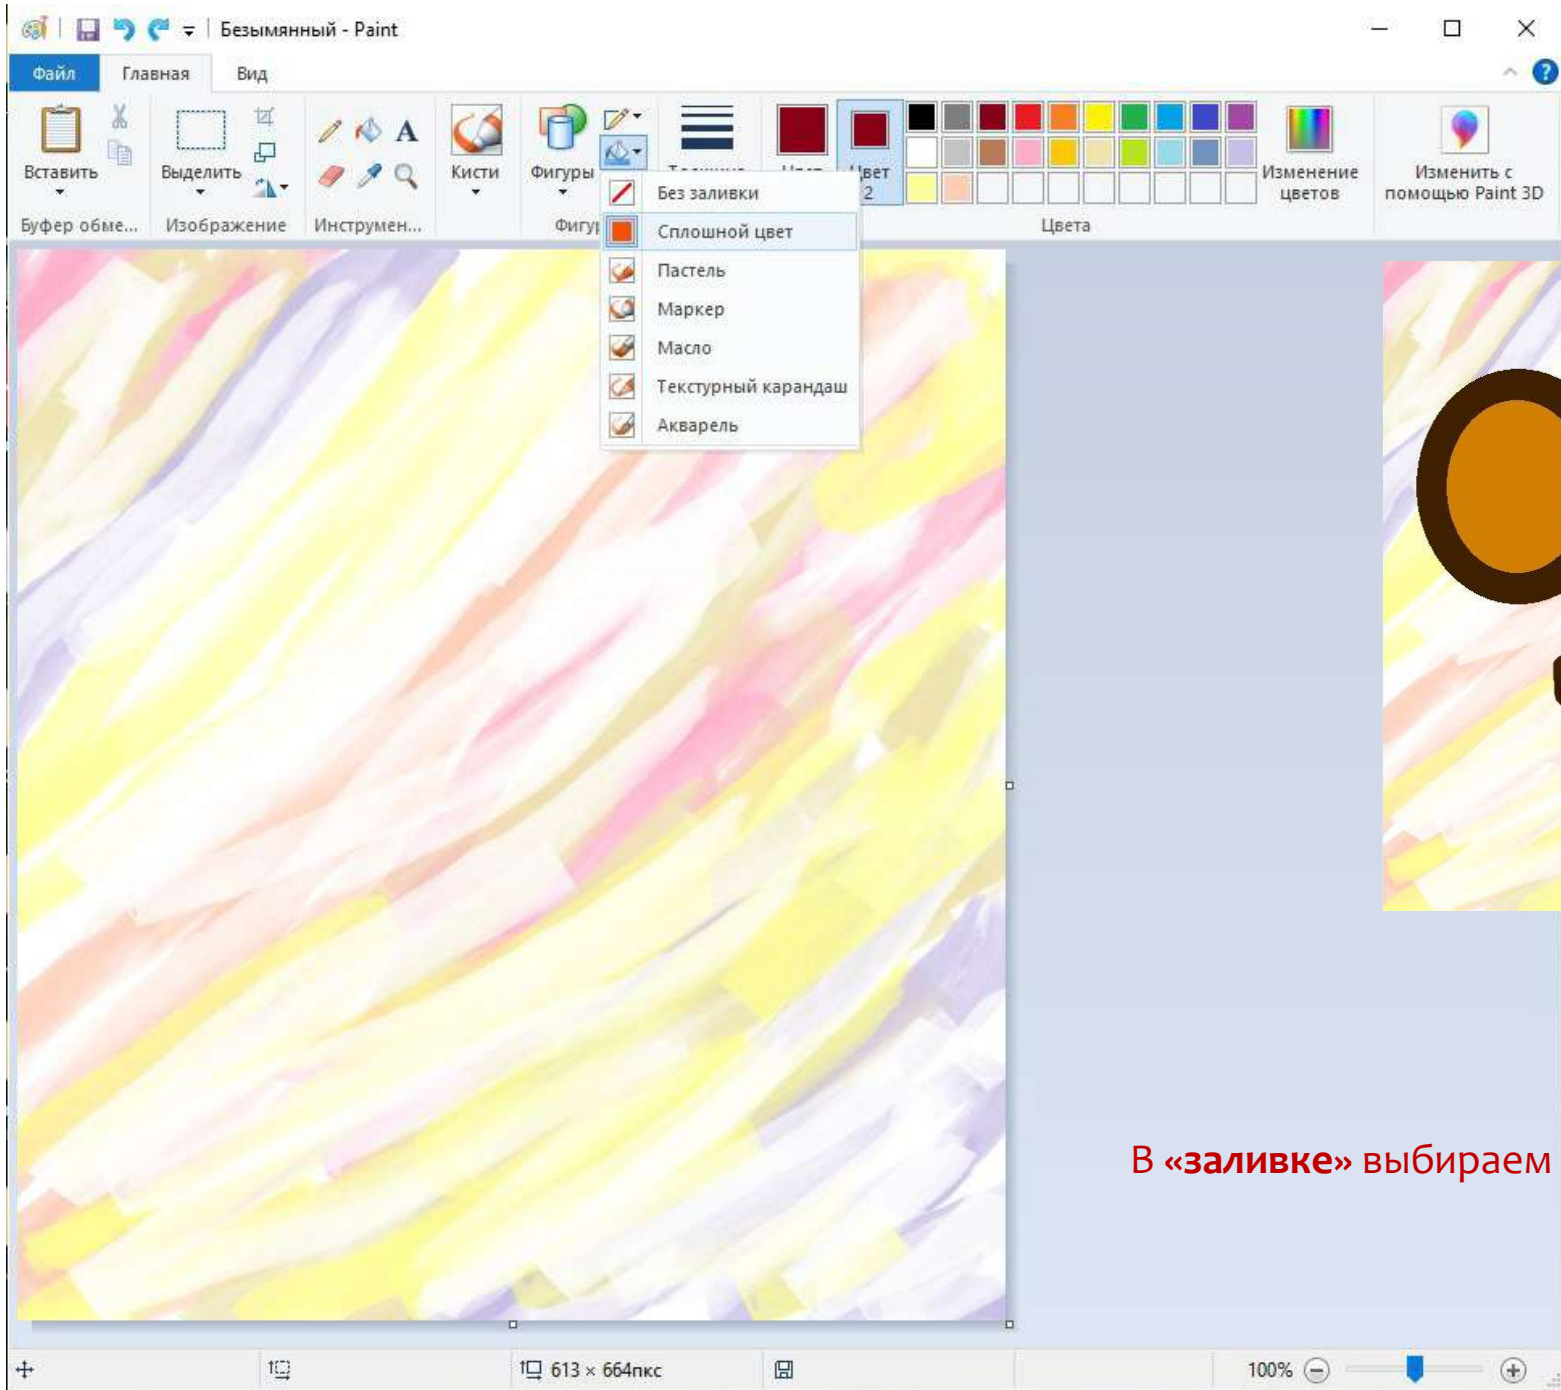 Безымянный - Paint
Файл Главная Вид
Вставить
Выделить
A
Кисти
Фигуры
2
Изменение
цветов
Изменить с
помощью Paint 3D
Буфер обме...
Изображение
Инструмен...
Цвета
Без заливки
Сплошной цвет
Пастель
Маркер
Масло
Текстурный карандаш
Акварель
В «заливке» выбираем
613 × 664пкс
100%